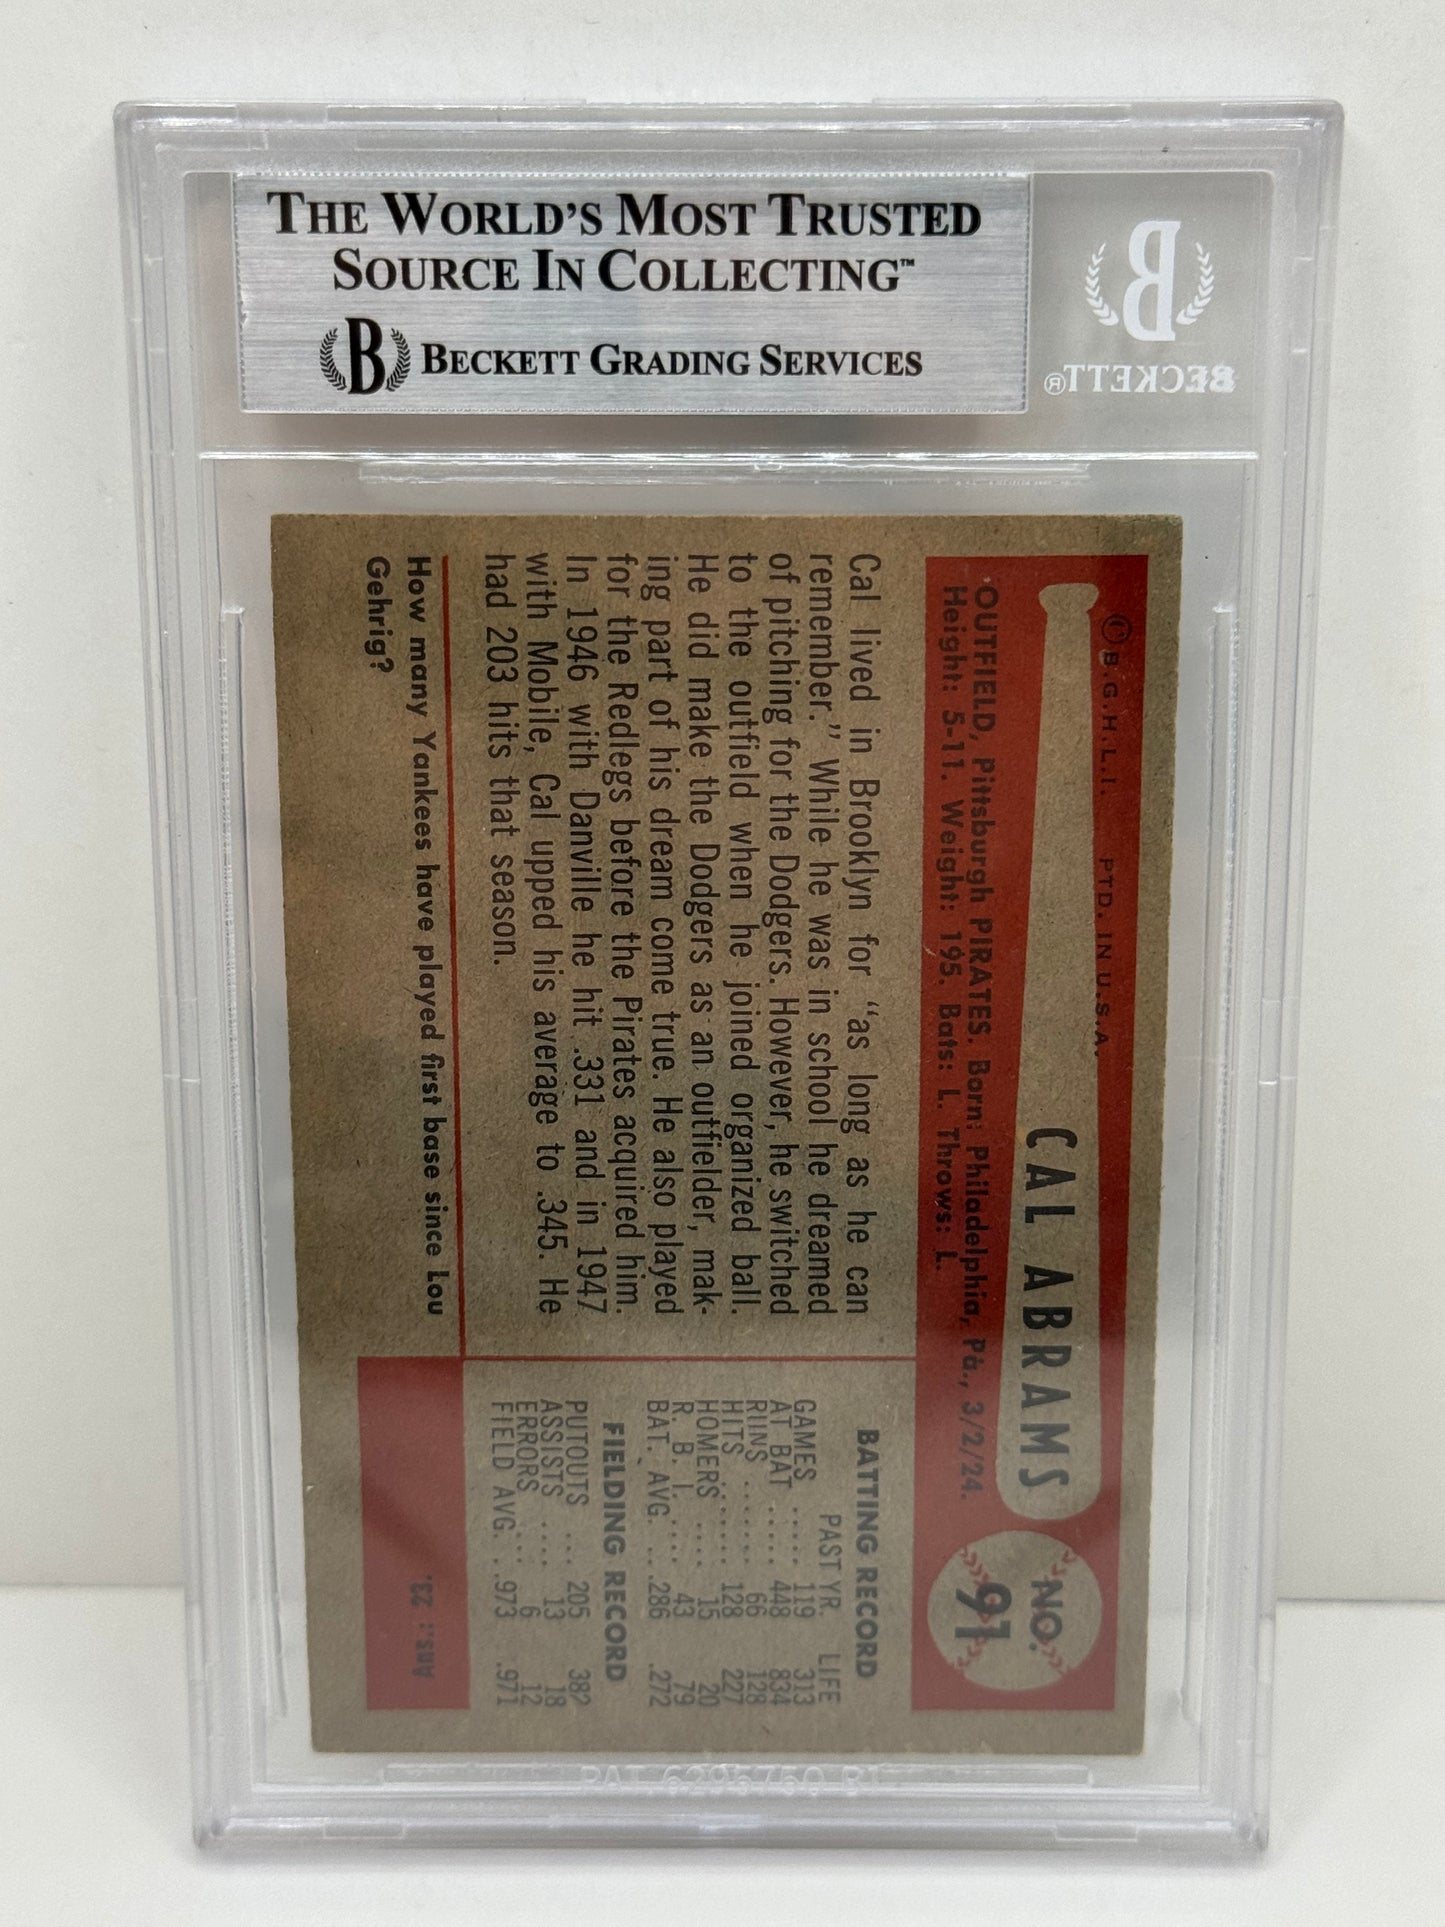 THE WORLD'S MOST TRUSTED
SOURCE IN COLLECTING™
B BECKETT GRADING SERVICES
B
BECKETT®
© B.G.H.L.I. PTD. IN U.S.A.
CAL ABRAMS
NO.
91
OUTFIELD, Pittsburgh PIRATES. Born: Philadelphia, Pa., 3/2/24.
Height: 5-11. Weight: 195. Bats: L. Throws: L.
Cal lived in Brooklyn for "as long as he can
remember." While he was in school he dreamed
of pitching for the Dodgers. However, he switched
to the outfield when he joined organized ball.
He did make the Dodgers as an outfielder, mak-
ing part of his dream come true. He also played
for the Redlegs before the Pirates acquired him.
In 1946 with Danville he hit .331 and in 1947
with Mobile, Cal upped his average to .345. He
had 203 hits that season.
BATTING RECORD
PAST YR. LIFE
GAMES ..... 119 313
AT BAT ..... 448 834
RUNS ....... 66 128
HITS ....... 128 227
HOMERS .... 15 20
R. B. I. .... 43 79
BAT. AVG. .. .286 .272
FIELDING RECORD
PUTOUTS ... 205 382
ASSISTS .... 13 18
ERRORS .... 6 12
FIELD AVG. . .973 .971
How many Yankees have played first base since Lou
Gehrig?
Ans.: 23.
PAT. 6295750 B1